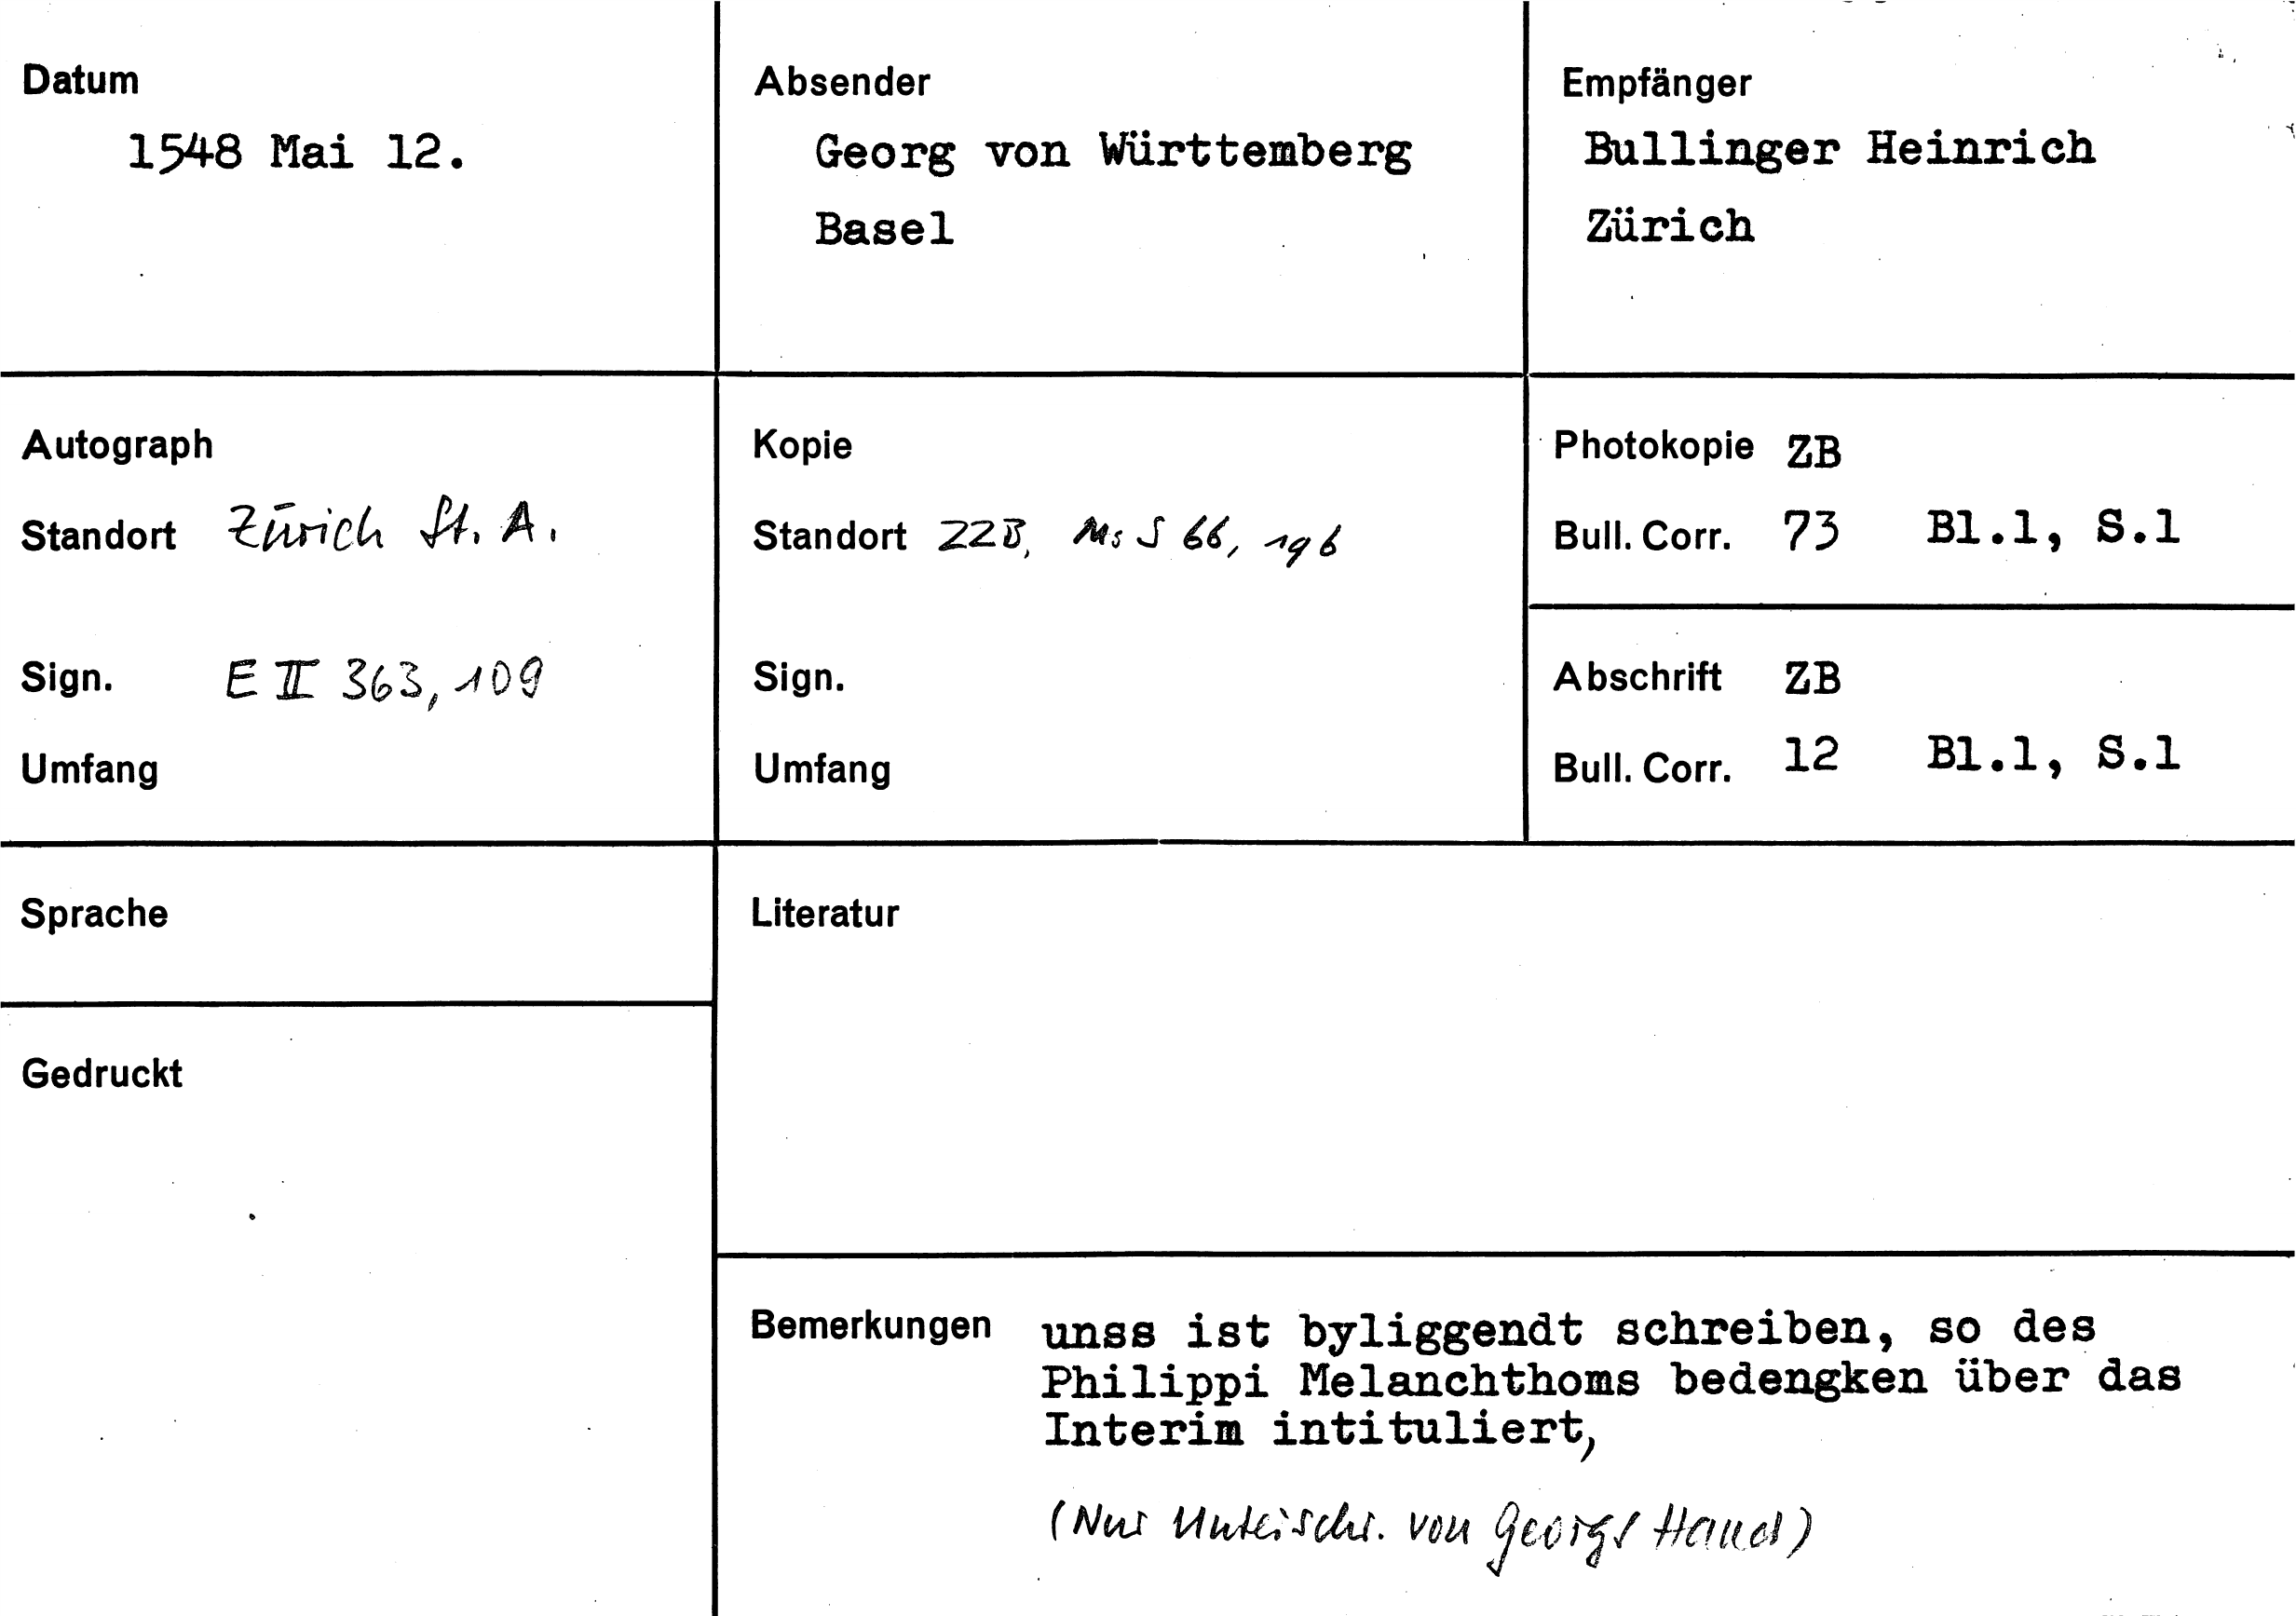 Datum
1548 Mai 12.
Absender
Georg von Württemberg
Basel
Empfänger
Bullinger Heinrich
Zürich
Autograph
Standort Zürich St. A.
Sign. E II 363, 109
Umfang
Kopie
Standort ZZB, Ms S 66, 196
Sign.
Umfang
Photokopie ZB
Bull. Corr. 73 Bl.1, S.1
Abschrift ZB
Bull. Corr. 12 Bl.1, S.1
Sprache
Gedruckt
Literatur
Bemerkungen unss ist byliggendt schreiben, so des
Philippi Melanchthoms bedengken über das
Interim intituliert,
(Nur Unterschr. von Georgs Hand)